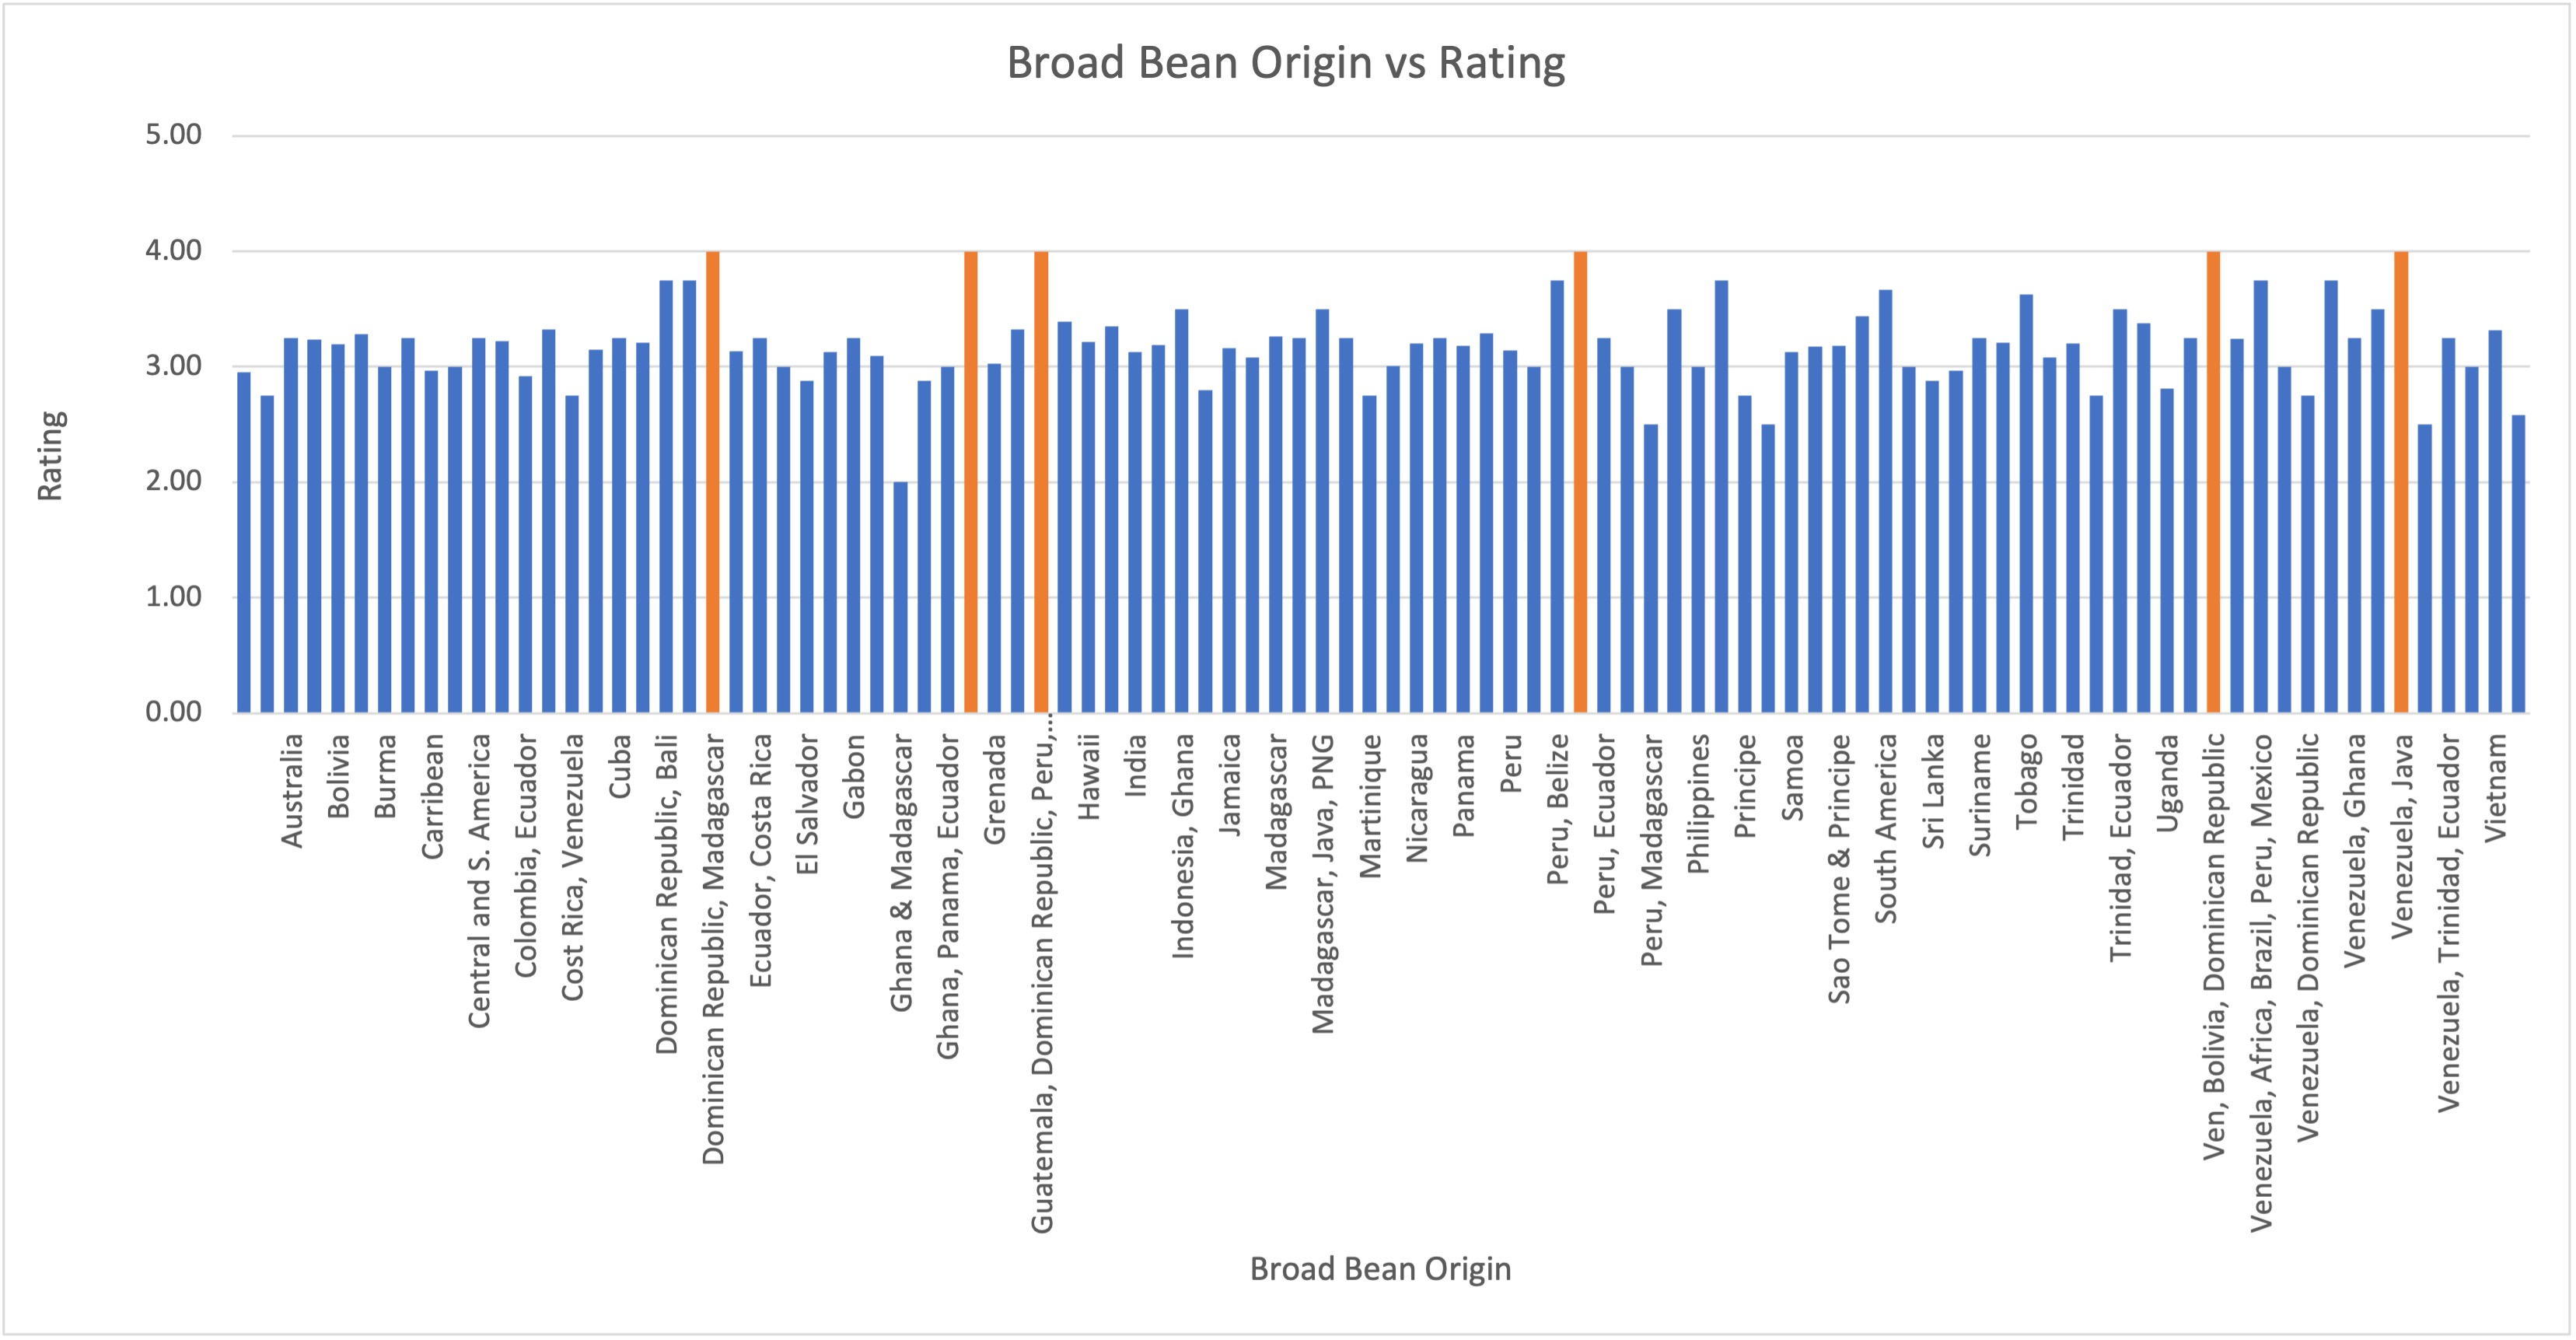 Broad Bean Origin vs Rating
5.00
4.00
3.00
2.00
1.00
0.00
Rating
Australia
Bolivia
Burma
Carribean
Central and S. America
Colombia, Ecuador
Cost Rica, Venezuela
Cuba
Dominican Republic, Bali
Dominican Republic, Madagascar
Ecuador, Costa Rica
El Salvador
Gabon
Ghana & Madagascar
Ghana, Panama, Ecuador
Grenada
Guatemala, Dominican Republic, Peru,…
Hawaii
India
Indonesia, Ghana
Jamaica
Madagascar
Madagascar, Java, PNG
Martinique
Nicaragua
Panama
Peru
Peru, Belize
Peru, Ecuador
Peru, Madagascar
Philippines
Principe
Samoa
Sao Tome & Principe
South America
Sri Lanka
Suriname
Tobago
Trinidad
Trinidad, Ecuador
Uganda
Ven, Bolivia, Dominican Republic
Venezuela, Africa, Brazil, Peru, Mexico
Venezuela, Dominican Republic
Venezuela, Ghana
Venezuela, Java
Venezuela, Trinidad, Ecuador
Vietnam
Broad Bean Origin